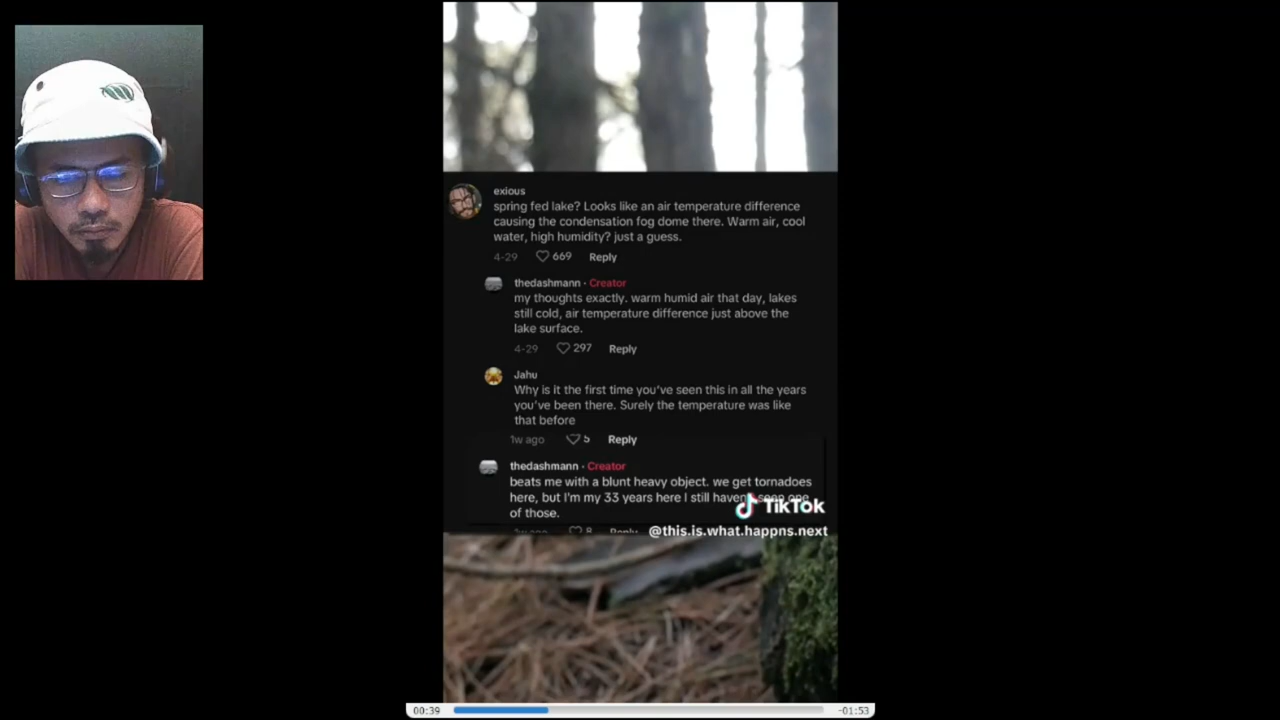 exious
spring fed lake? Looks like an air temperature difference
causing the condensation fog dome there. Warm air, cool
water, high humidity? just a guess.
4-29 669 Reply
thedashmann · Creator
my thoughts exactly. warm humid air that day, lakes
still cold, air temperature difference just above the
lake surface.
4-29 297 Reply
Jahu
Why is it the first time you've seen this in all the years
you've been there. Surely the temperature was like
that before
1w ago 5 Reply
thedashmann · Creator
beats me with a blunt heavy object. we get tornadoes
here, but I'm my 33 years here I still haven't seen one
of those.
TikTok
8 Reply
@this.is.what.happns.next
00:39 -01:53